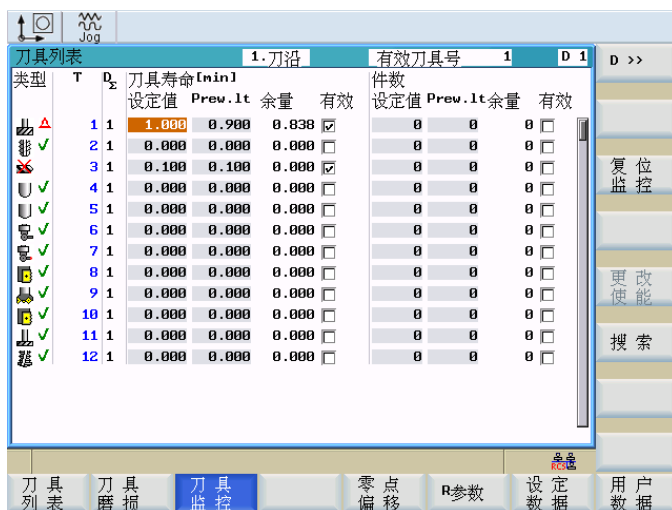 Jog
刀具列表 1.刀沿 有效刀具号 1 D 1
D >>
类型 T D Σ 刀具寿命[min] 件数
设定值 Prew.lt 余量 有效 设定值 Prew.lt 余量 有效
1 1 1.000 0.900 0.838 0 0 0
2 1 0.000 0.000 0.000 0 0 0
3 1 0.100 0.100 0.000 0 0 0
4 1 0.000 0.000 0.000 0 0 0
5 1 0.000 0.000 0.000 0 0 0
6 1 0.000 0.000 0.000 0 0 0
7 1 0.000 0.000 0.000 0 0 0
8 1 0.000 0.000 0.000 0 0 0
9 1 0.000 0.000 0.000 0 0 0
10 1 0.000 0.000 0.000 0 0 0
11 1 0.000 0.000 0.000 0 0 0
12 1 0.000 0.000 0.000 0 0 0
复位
监控
更改
使能
搜索
RCS
刀具
列表
刀具
磨损
刀具
监控
零点
偏移
R参数
设定
数据
用户
数据